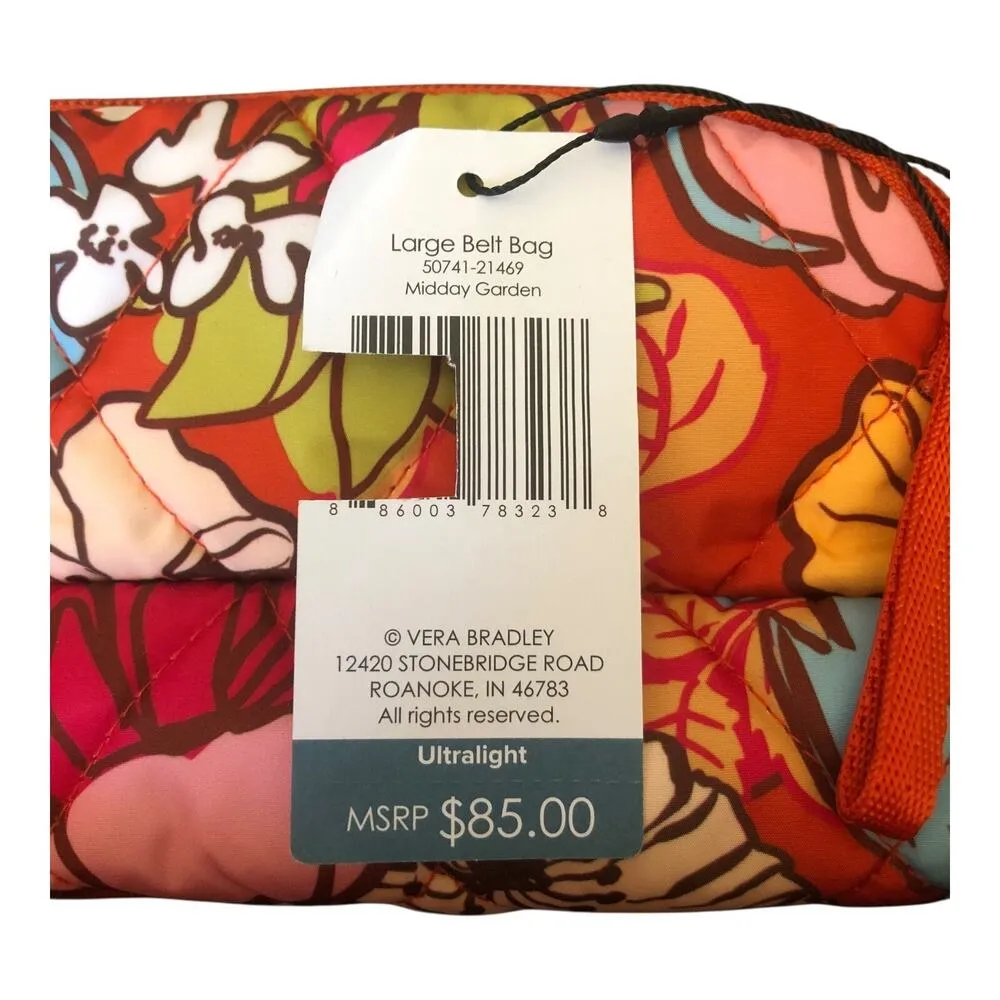 Large Belt Bag
50741-21469
Midday Garden
8 86003 78323 8
© VERA BRADLEY
12420 STONEBRIDGE ROAD
ROANOKE, IN 46783
All rights reserved.
Ultralight
MSRP $85.00